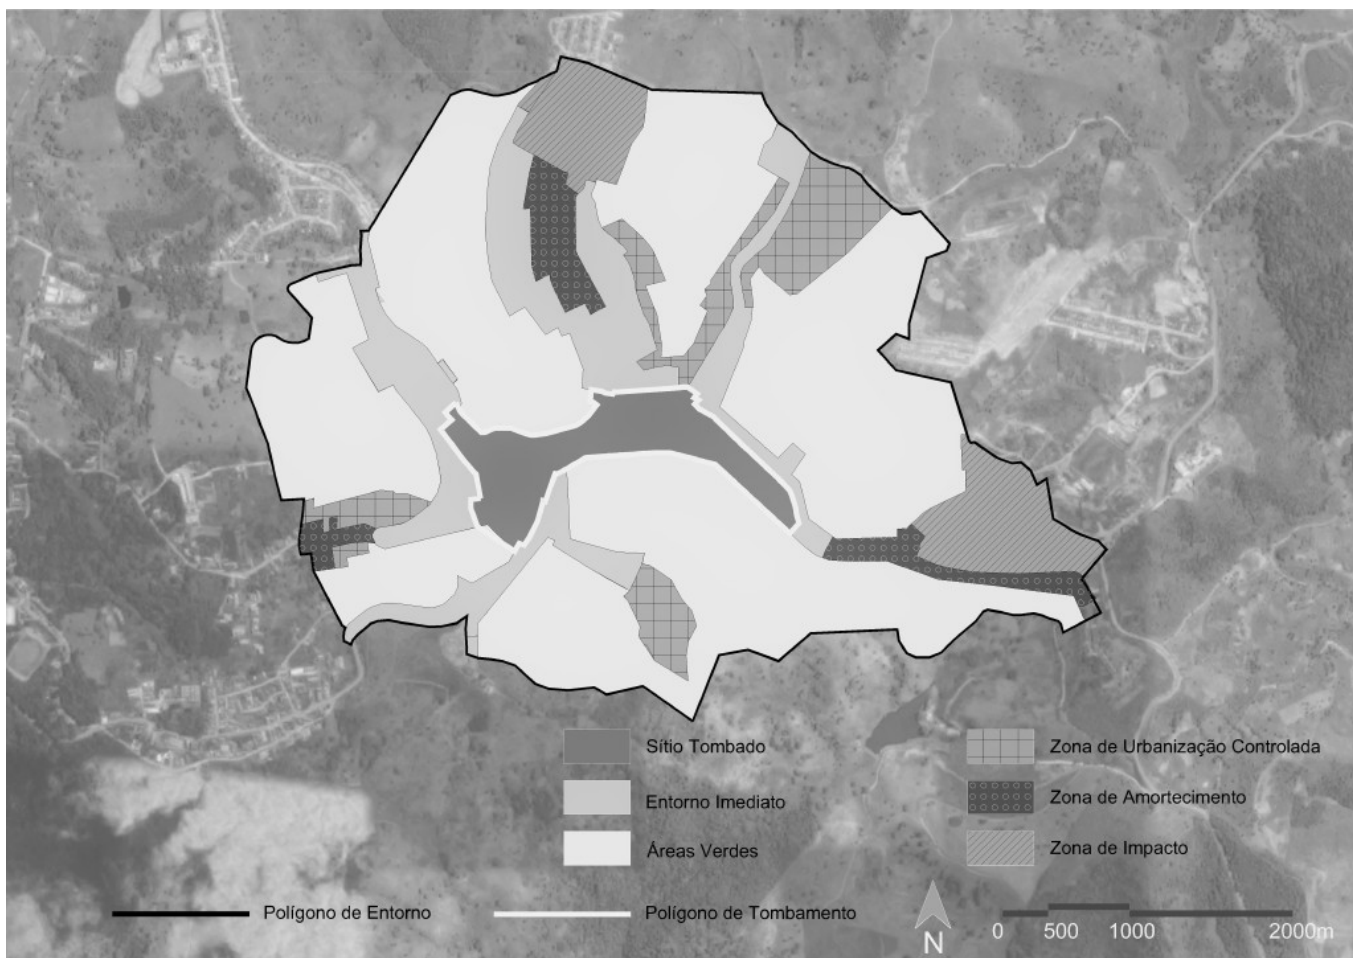 Sítio Tombado
Entorno Imediato
Áreas Verdes
Zona de Urbanização Controlada
Zona de Amortecimento
Zona de Impacto
Polígono de Entorno
Polígono de Tombamento
N
0 500 1000 2000m